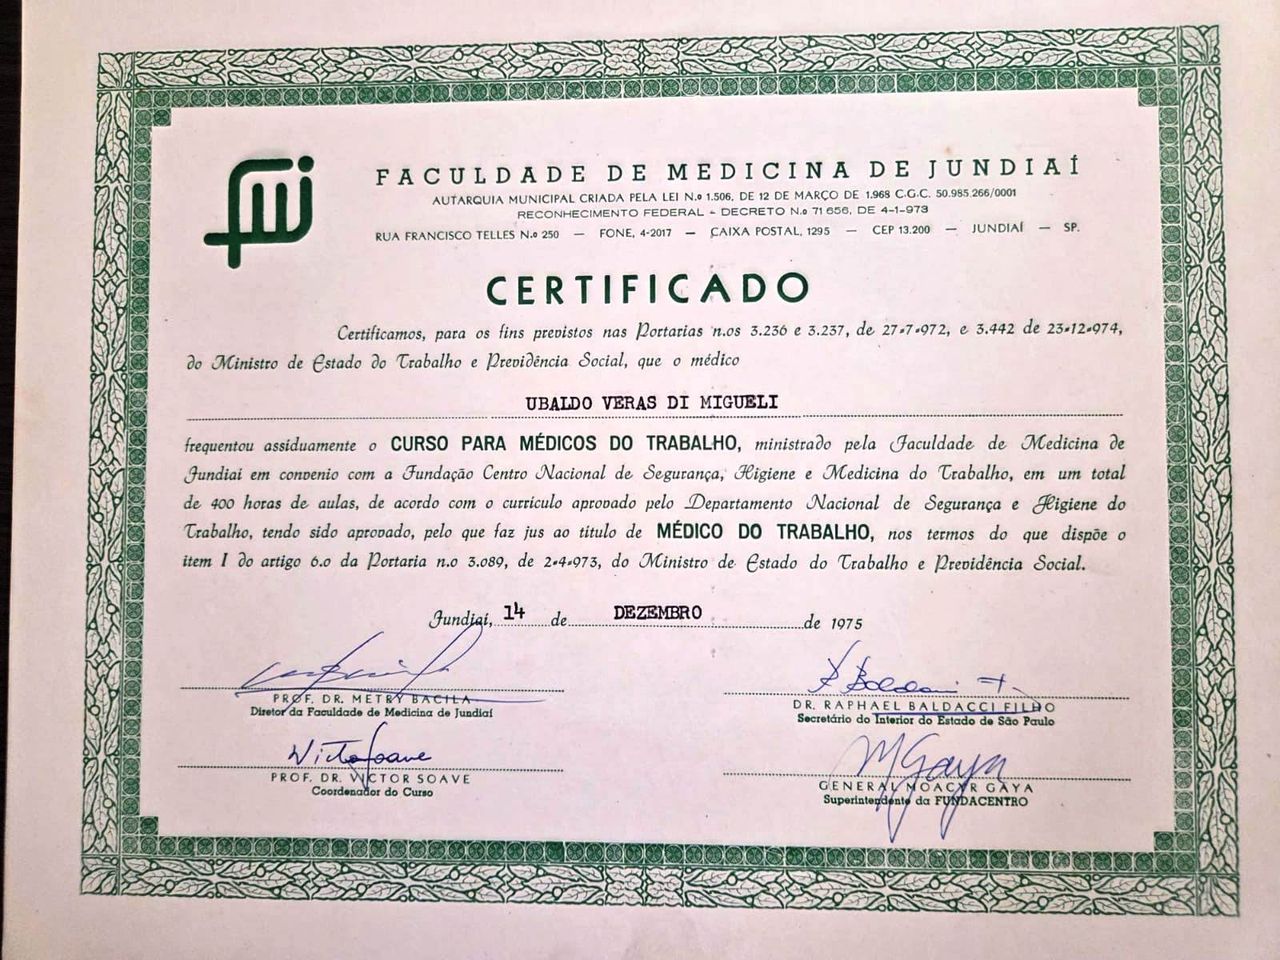 FACULDADE DE MEDICINA DE JUNDIAÍ
AUTARQUIA MUNICIPAL CRIADA PELA LEI N.º 1.506, DE 12 DE MARÇO DE 1.968 C.G.C. 50.985.266/0001
RECONHECIMENTO FEDERAL - DECRETO N.º 71 656, DE 4-1-973
RUA FRANCISCO TELLES N.º 250 — FONE, 4-2017 — CAIXA POSTAL, 1295 — CEP 13.200 — JUNDIAÍ — SP.
CERTIFICADO
Certificamos, para os fins previstos nas Portarias n.os 3.236 e 3.237, de 27-7-972, e 3.442 de 23-12-974,
do Ministro de Estado do Trabalho e Previdência Social, que o médico
UBALDO VERAS DI MIGUELI
frequentou assiduamente o CURSO PARA MÉDICOS DO TRABALHO, ministrado pela Faculdade de Medicina de
Jundiaí em convenio com a Fundação Centro Nacional de Segurança, Higiene e Medicina do Trabalho, em um total
de 400 horas de aulas, de acordo com o currículo aprovado pelo Departamento Nacional de Segurança e Higiene do
Trabalho, tendo sido aprovado, pelo que faz jus ao título de MÉDICO DO TRABALHO, nos termos do que dispõe o
item I do artigo 6.o da Portaria n.o 3.089, de 2-4-973, do Ministro de Estado do Trabalho e Previdência Social.
Jundiaí, 14 de DEZEMBRO de 1975
PROF. DR. METRY BACILA
Diretor da Faculdade de Medicina de Jundiaí
R Baldacci F.
DR. RAPHAEL BALDACCI FILHO
Secretário do Interior do Estado de São Paulo
Victor Soave
PROF. DR. VICTOR SOAVE
Coordenador do Curso
M Gaya
GENERAL MOACYR GAYA
Superintendente da FUNDACENTRO